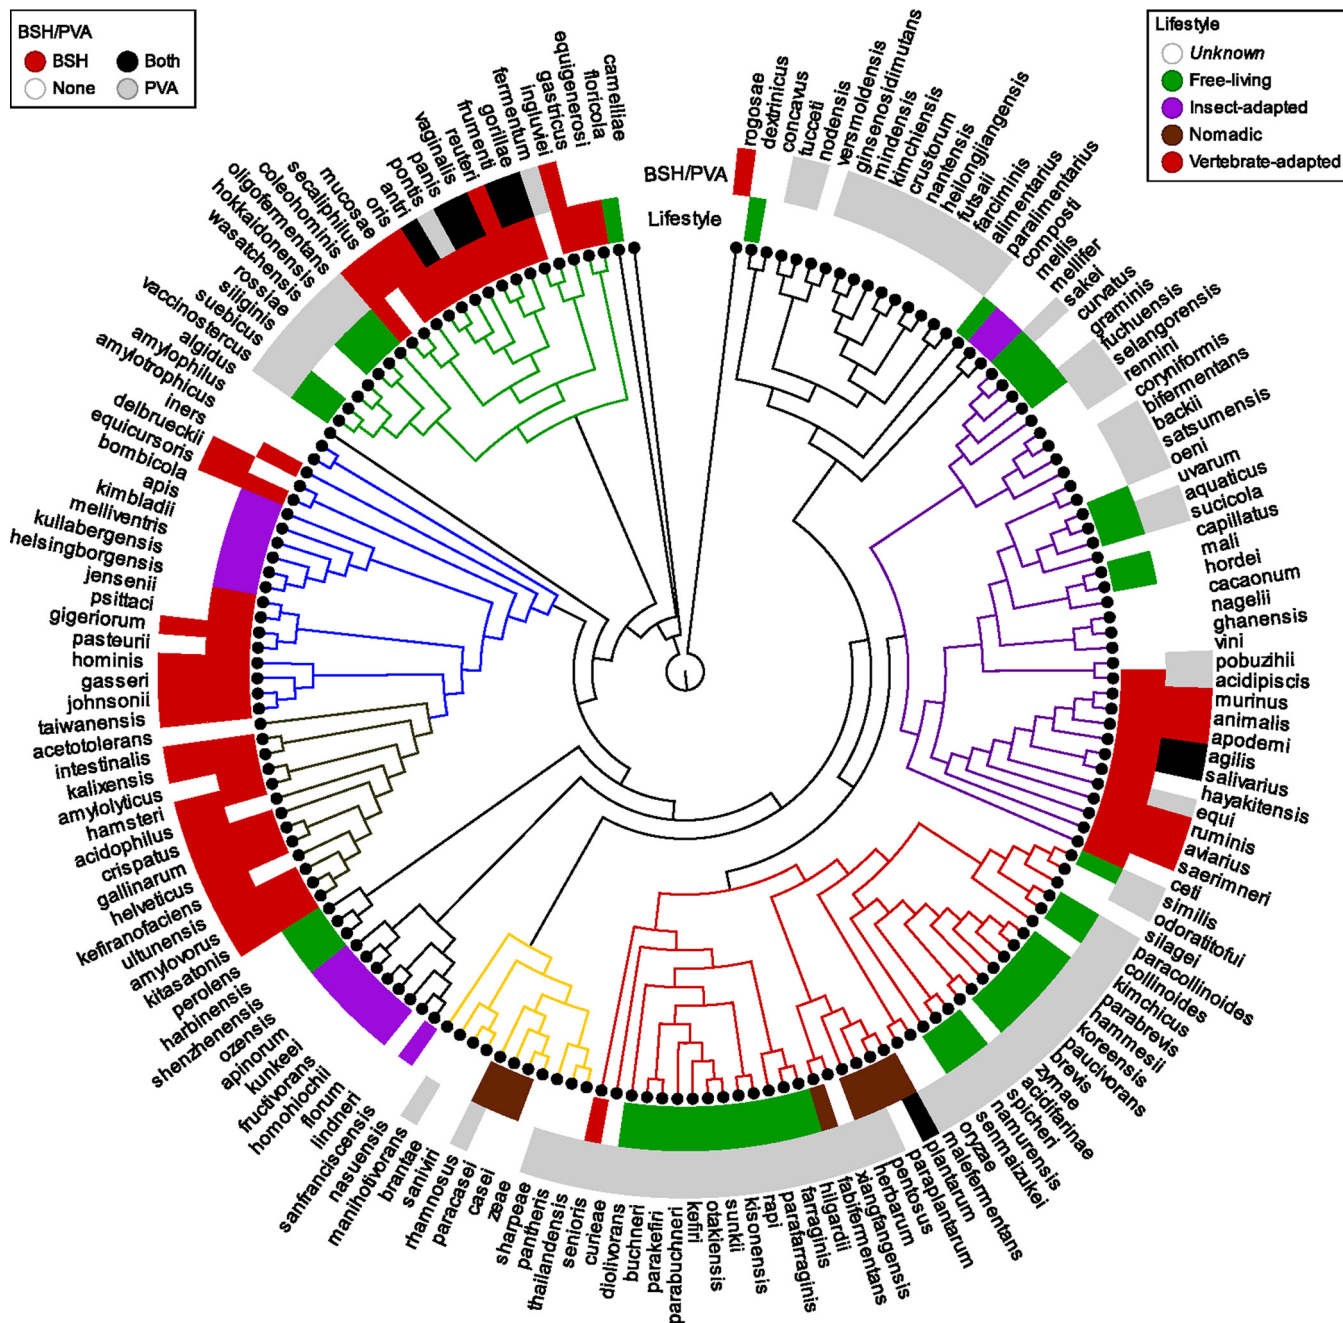 BSH/PVA
BSH
Both
None
PVA
Lifestyle
Unknown
Free-living
Insect-adapted
Nomadic
Vertebrate-adapted
BSH/PVA
Lifestyle
rogosae
dextrinicus
concavus
tucceti
nodensis
versmoldensis
ginsenosidimutans
mindensis
kimchiensis
crustorum
nantensis
heilongjiangensis
futsaii
farciminis
alimentarius
paralimentarius
composti
mellis
mellifer
sakei
curvatus
graminis
fuchuensis
selangorensis
rennini
coryniformis
bifermentans
backii
satsumensis
oeni
uvarum
aquaticus
sucicola
capillatus
mali
hordei
cacaonum
nagelii
ghanensis
vini
pobuzihii
acidipiscis
murinus
animalis
apodemi
agilis
salivarius
hayakitensis
equi
ruminis
aviarius
saerimneri
ceti
similis
odoratitofui
silagei
paracollinoides
collinoides
kimchicus
parabrevis
hammesii
koreensis
paucivorans
brevis
zymae
acidifarinae
spicheri
namurensis
senmaizukei
oryzae
malefermentans
plantarum
paraplantarum
pentosus
herbarum
xiangfangensis
fabifermentans
hilgardii
farraginis
parafarraginis
rapi
kisonensis
sunkii
otakiensis
kefiri
parabuchneri
parakefiri
buchneri
diolivorans
curieae
senioris
thailandensis
pantheris
sharpeae
zeae
casei
paracasei
rhamnosus
saniviri
brantae
manihotivorans
nasuensis
sanfranciscensis
lindneri
florum
homohiochii
fructivorans
kunkeei
apinorum
ozensis
shenzhenensis
harbinensis
perolens
kitasatonis
amylovorus
ultunensis
kefiranofaciens
helveticus
gallinarum
crispatus
acidophilus
hamsteri
amylolyticus
kalixensis
intestinalis
acetotolerans
taiwanensis
johnsonii
gasseri
hominis
pasteurii
gigeriorum
psittaci
jensenii
helsingborgensis
kullabergensis
melliventris
kimbladii
apis
bombicola
equicursoris
delbrueckii
iners
amylotrophicus
amylophilus
algidus
vaccinostercus
suebicus
siliginis
rossiae
wasatchensis
hokkaidonensis
oligofermentans
coleohominis
secaliphilus
mucosae
oris
antri
pontis
panis
vaginalis
reuteri
frumenti
gorillae
fermentum
ingluviei
gastricus
equigenerosi
floricola
camelliae